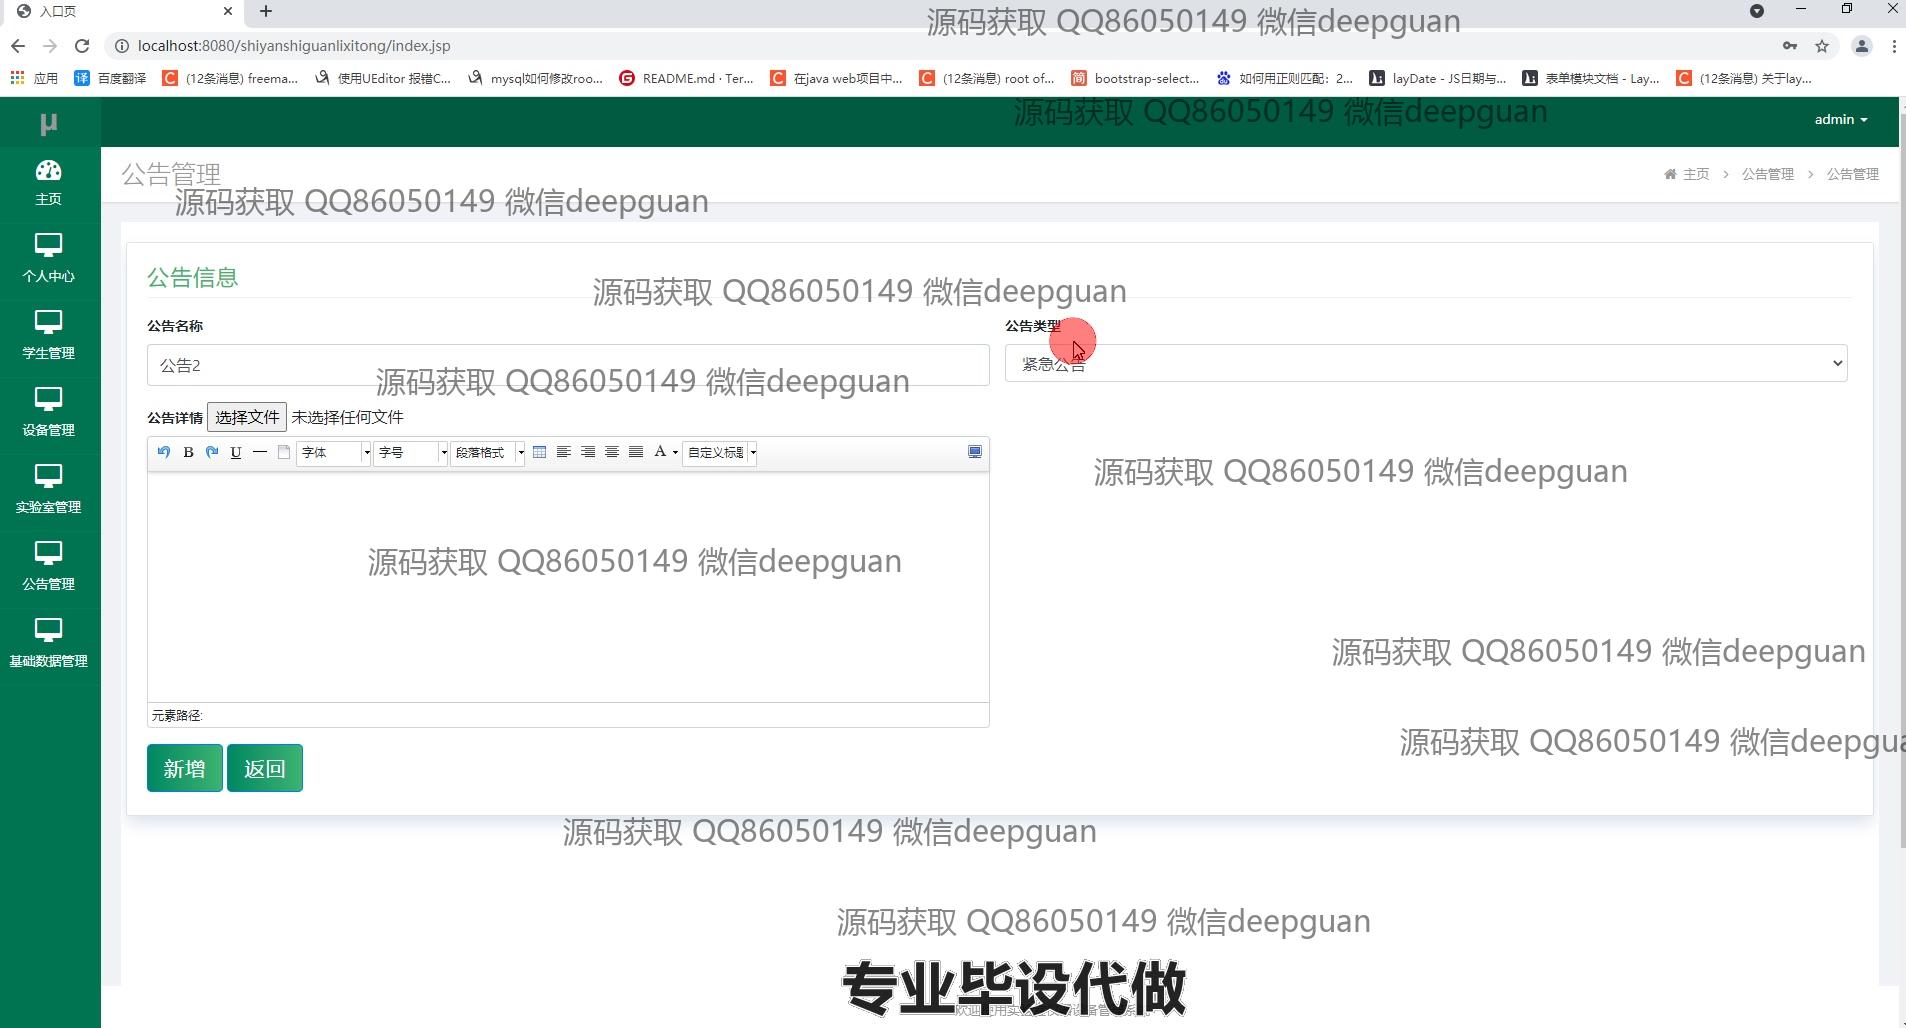 入口页
源码获取 QQ86050149 微信deepguan
localhost:8080/shiyanshiguanlixitong/index.jsp
应用 百度翻译 (12条消息) freema... 使用UEditor 报错C... mysql如何修改roo... README.md · Ter... 在java web项目中... (12条消息) root of... bootstrap-select... 如何用正则匹配：2... layDate - JS日期与... 表单模块文档 - Lay... (12条消息) 关于lay...
μ
源码获取 QQ86050149 微信deepguan
admin
主页
公告管理
主页 > 公告管理 > 公告管理
源码获取 QQ86050149 微信deepguan
个人中心
学生管理
设备管理
实验室管理
公告管理
基础数据管理
公告信息
源码获取 QQ86050149 微信deepguan
公告名称
公告类型
公告2
紧急公告
源码获取 QQ86050149 微信deepguan
公告详情 选择文件 未选择任何文件
B U 字体 字号 段落格式 A 自定义标题
源码获取 QQ86050149 微信deepguan
源码获取 QQ86050149 微信deepguan
源码获取 QQ86050149 微信deepguan
元素路径:
源码获取 QQ86050149 微信deepgua
新增 返回
源码获取 QQ86050149 微信deepguan
源码获取 QQ86050149 微信deepguan
专业毕设代做